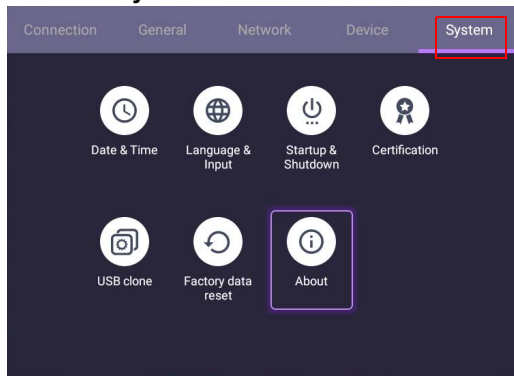 Connection General Network Device System
Date & Time Language & Input Startup & Shutdown Certification
USB clone Factory data reset About